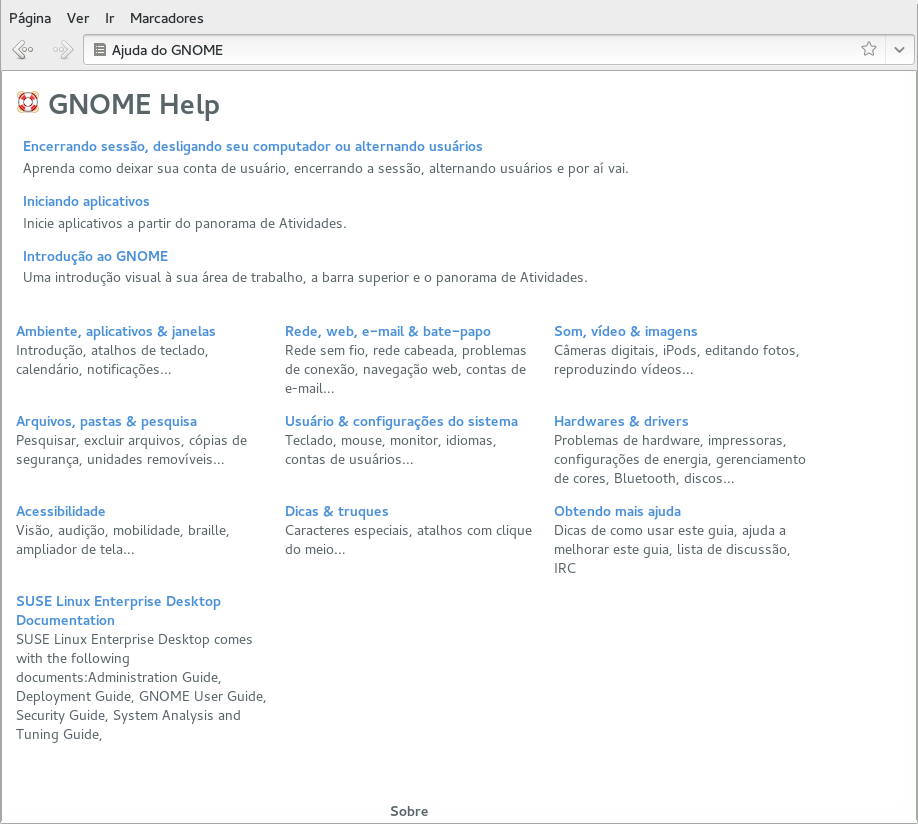 Página Ver Ir Marcadores
Ajuda do GNOME
GNOME Help
Encerrando sessão, desligando seu computador ou alternando usuários
Aprenda como deixar sua conta de usuário, encerrando a sessão, alternando usuários e por aí vai.
Iniciando aplicativos
Inicie aplicativos a partir do panorama de Atividades.
Introdução ao GNOME
Uma introdução visual à sua área de trabalho, a barra superior e o panorama de Atividades.
Ambiente, aplicativos & janelas
Introdução, atalhos de teclado,
calendário, notificações...
Rede, web, e-mail & bate-papo
Rede sem fio, rede cabeada, problemas
de conexão, navegação web, contas de
e-mail...
Som, vídeo & imagens
Câmeras digitais, iPods, editando fotos,
reproduzindo vídeos...
Arquivos, pastas & pesquisa
Pesquisar, excluir arquivos, cópias de
segurança, unidades removíveis...
Usuário & configurações do sistema
Teclado, mouse, monitor, idiomas,
contas de usuários...
Hardwares & drivers
Problemas de hardware, impressoras,
configurações de energia, gerenciamento
de cores, Bluetooth, discos...
Acessibilidade
Visão, audição, mobilidade, braille,
ampliador de tela...
Dicas & truques
Caracteres especiais, atalhos com clique
do meio...
Obtendo mais ajuda
Dicas de como usar este guia, ajuda a
melhorar este guia, lista de discussão,
IRC
SUSE Linux Enterprise Desktop
Documentation
SUSE Linux Enterprise Desktop comes
with the following
documents:Administration Guide,
Deployment Guide, GNOME User Guide,
Security Guide, System Analysis and
Tuning Guide,
Sobre